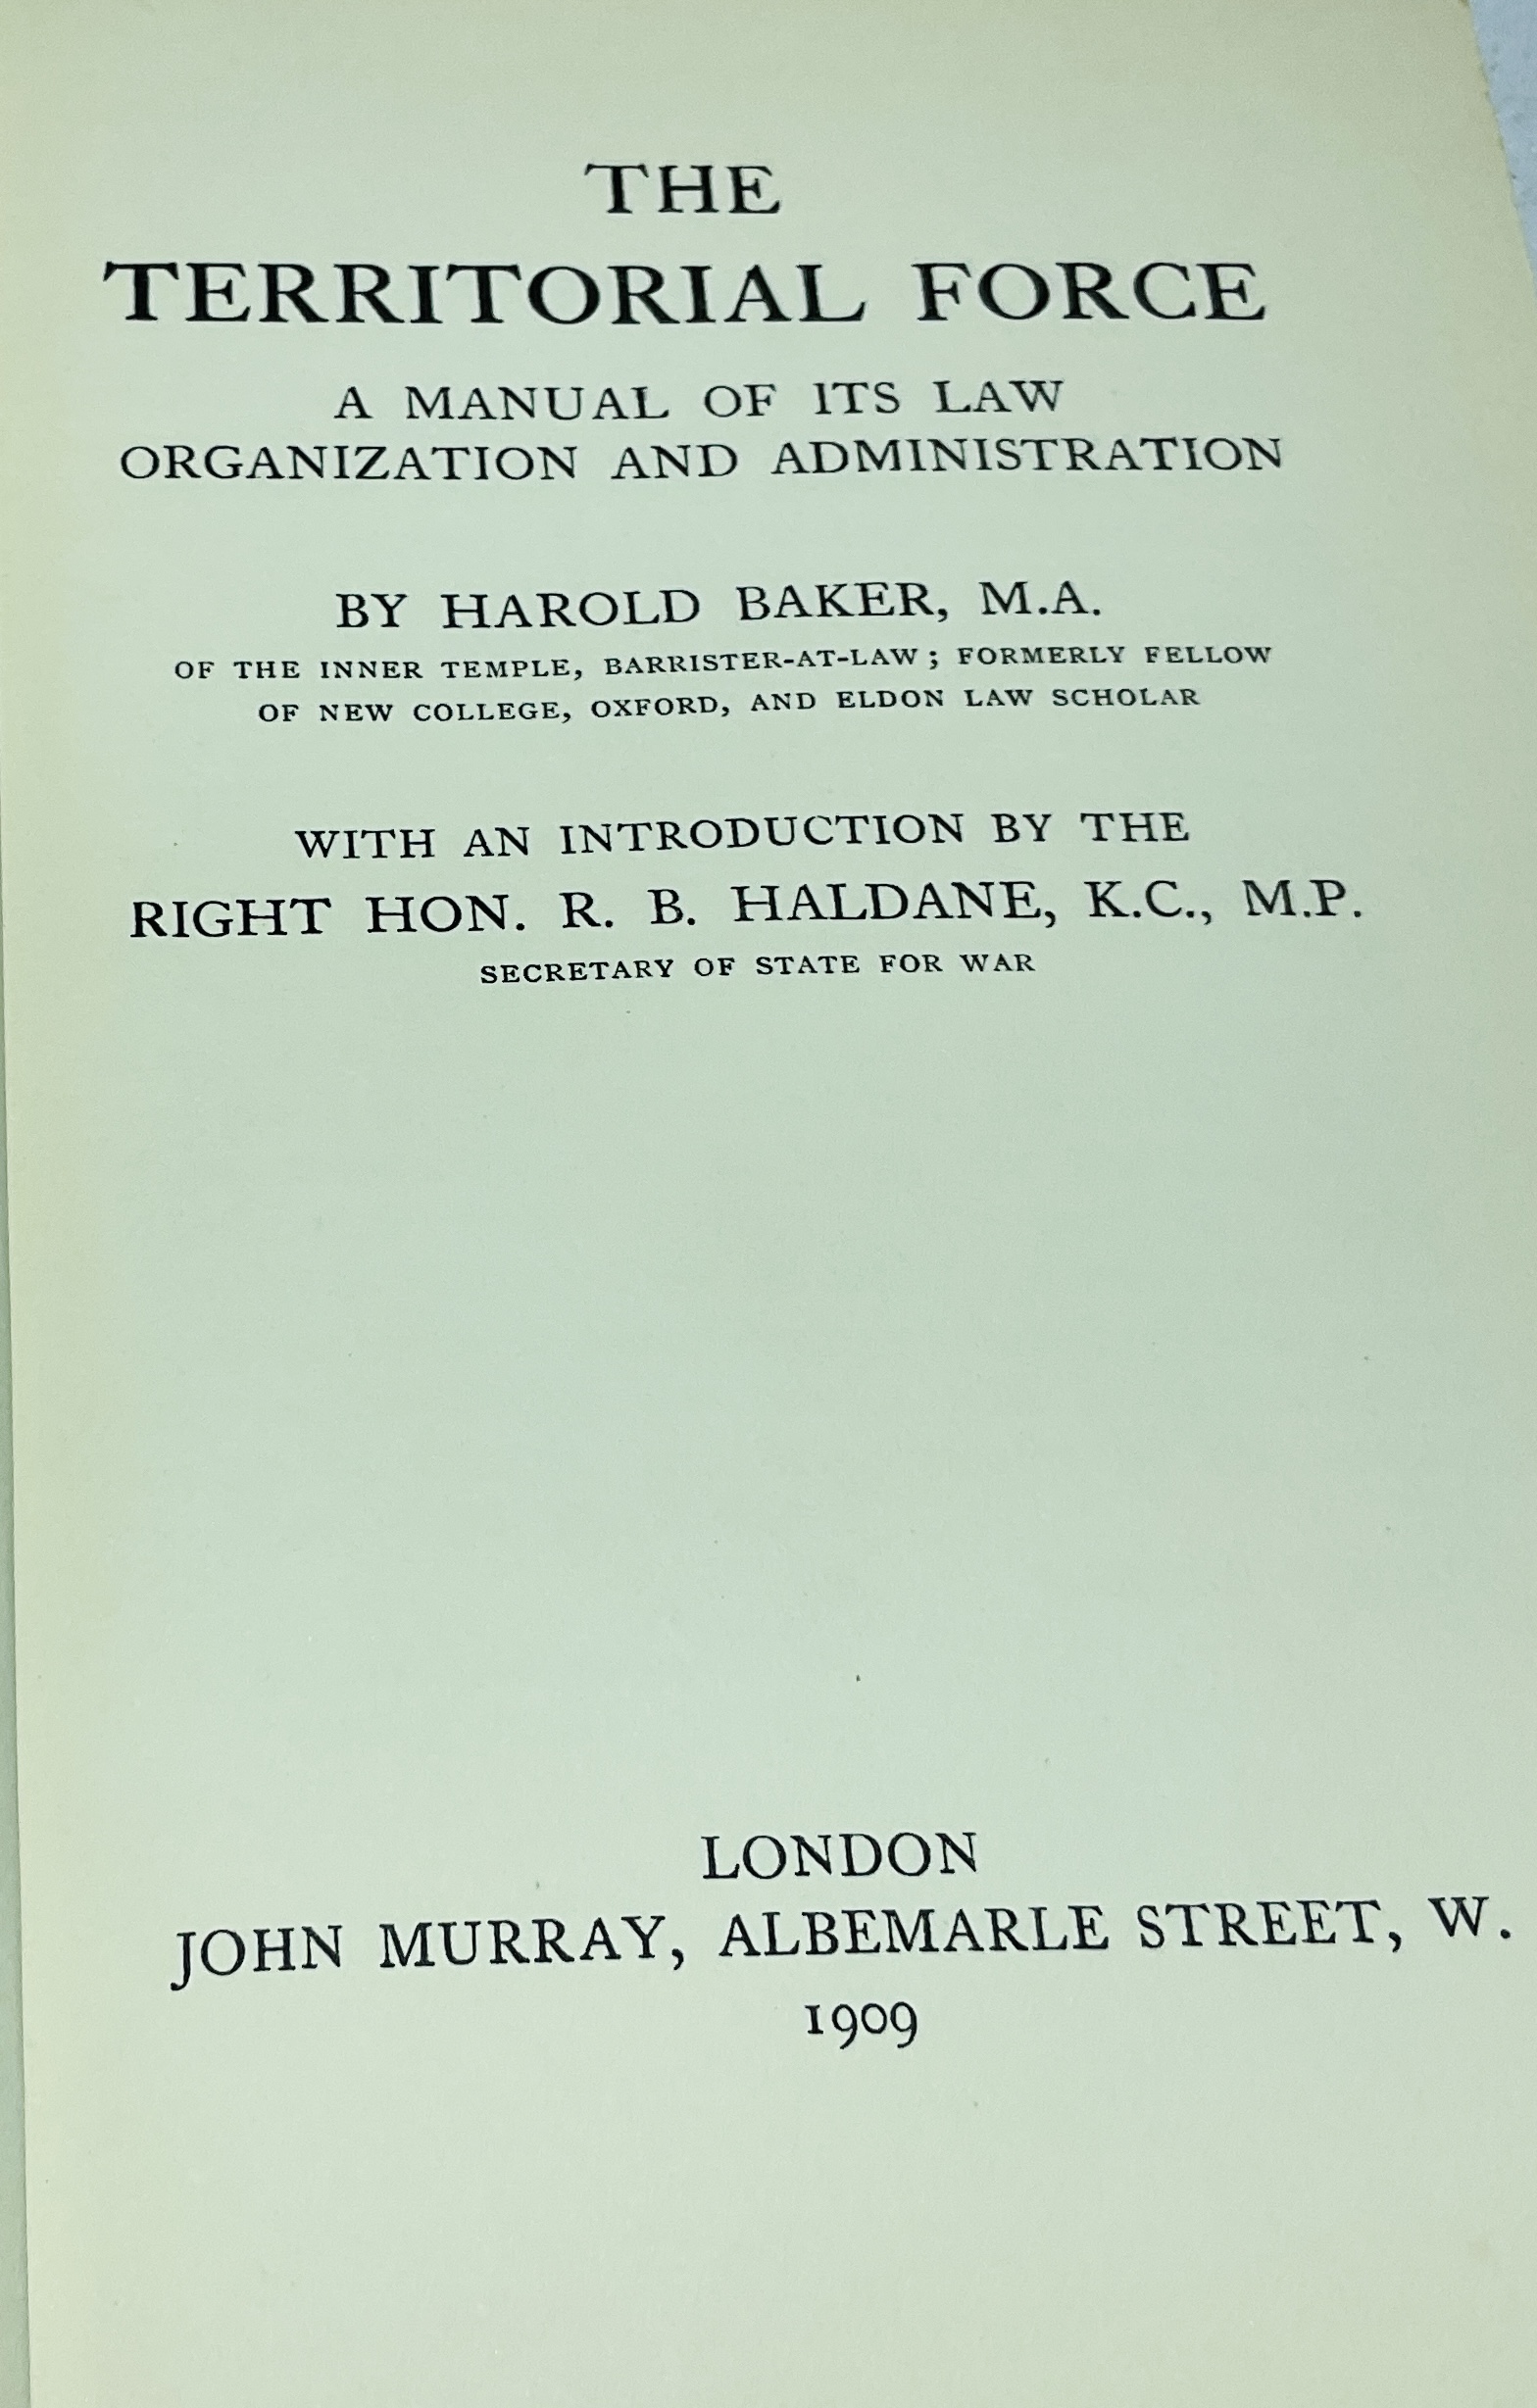 THE
TERRITORIAL FORCE
A MANUAL OF ITS LAW
ORGANIZATION AND ADMINISTRATION
BY HAROLD BAKER, M.A.
OF THE INNER TEMPLE, BARRISTER-AT-LAW; FORMERLY FELLOW
OF NEW COLLEGE, OXFORD, AND ELDON LAW SCHOLAR
WITH AN INTRODUCTION BY THE
RIGHT HON. R. B. HALDANE, K.C., M.P.
SECRETARY OF STATE FOR WAR
LONDON
JOHN MURRAY, ALBEMARLE STREET, W.
1909